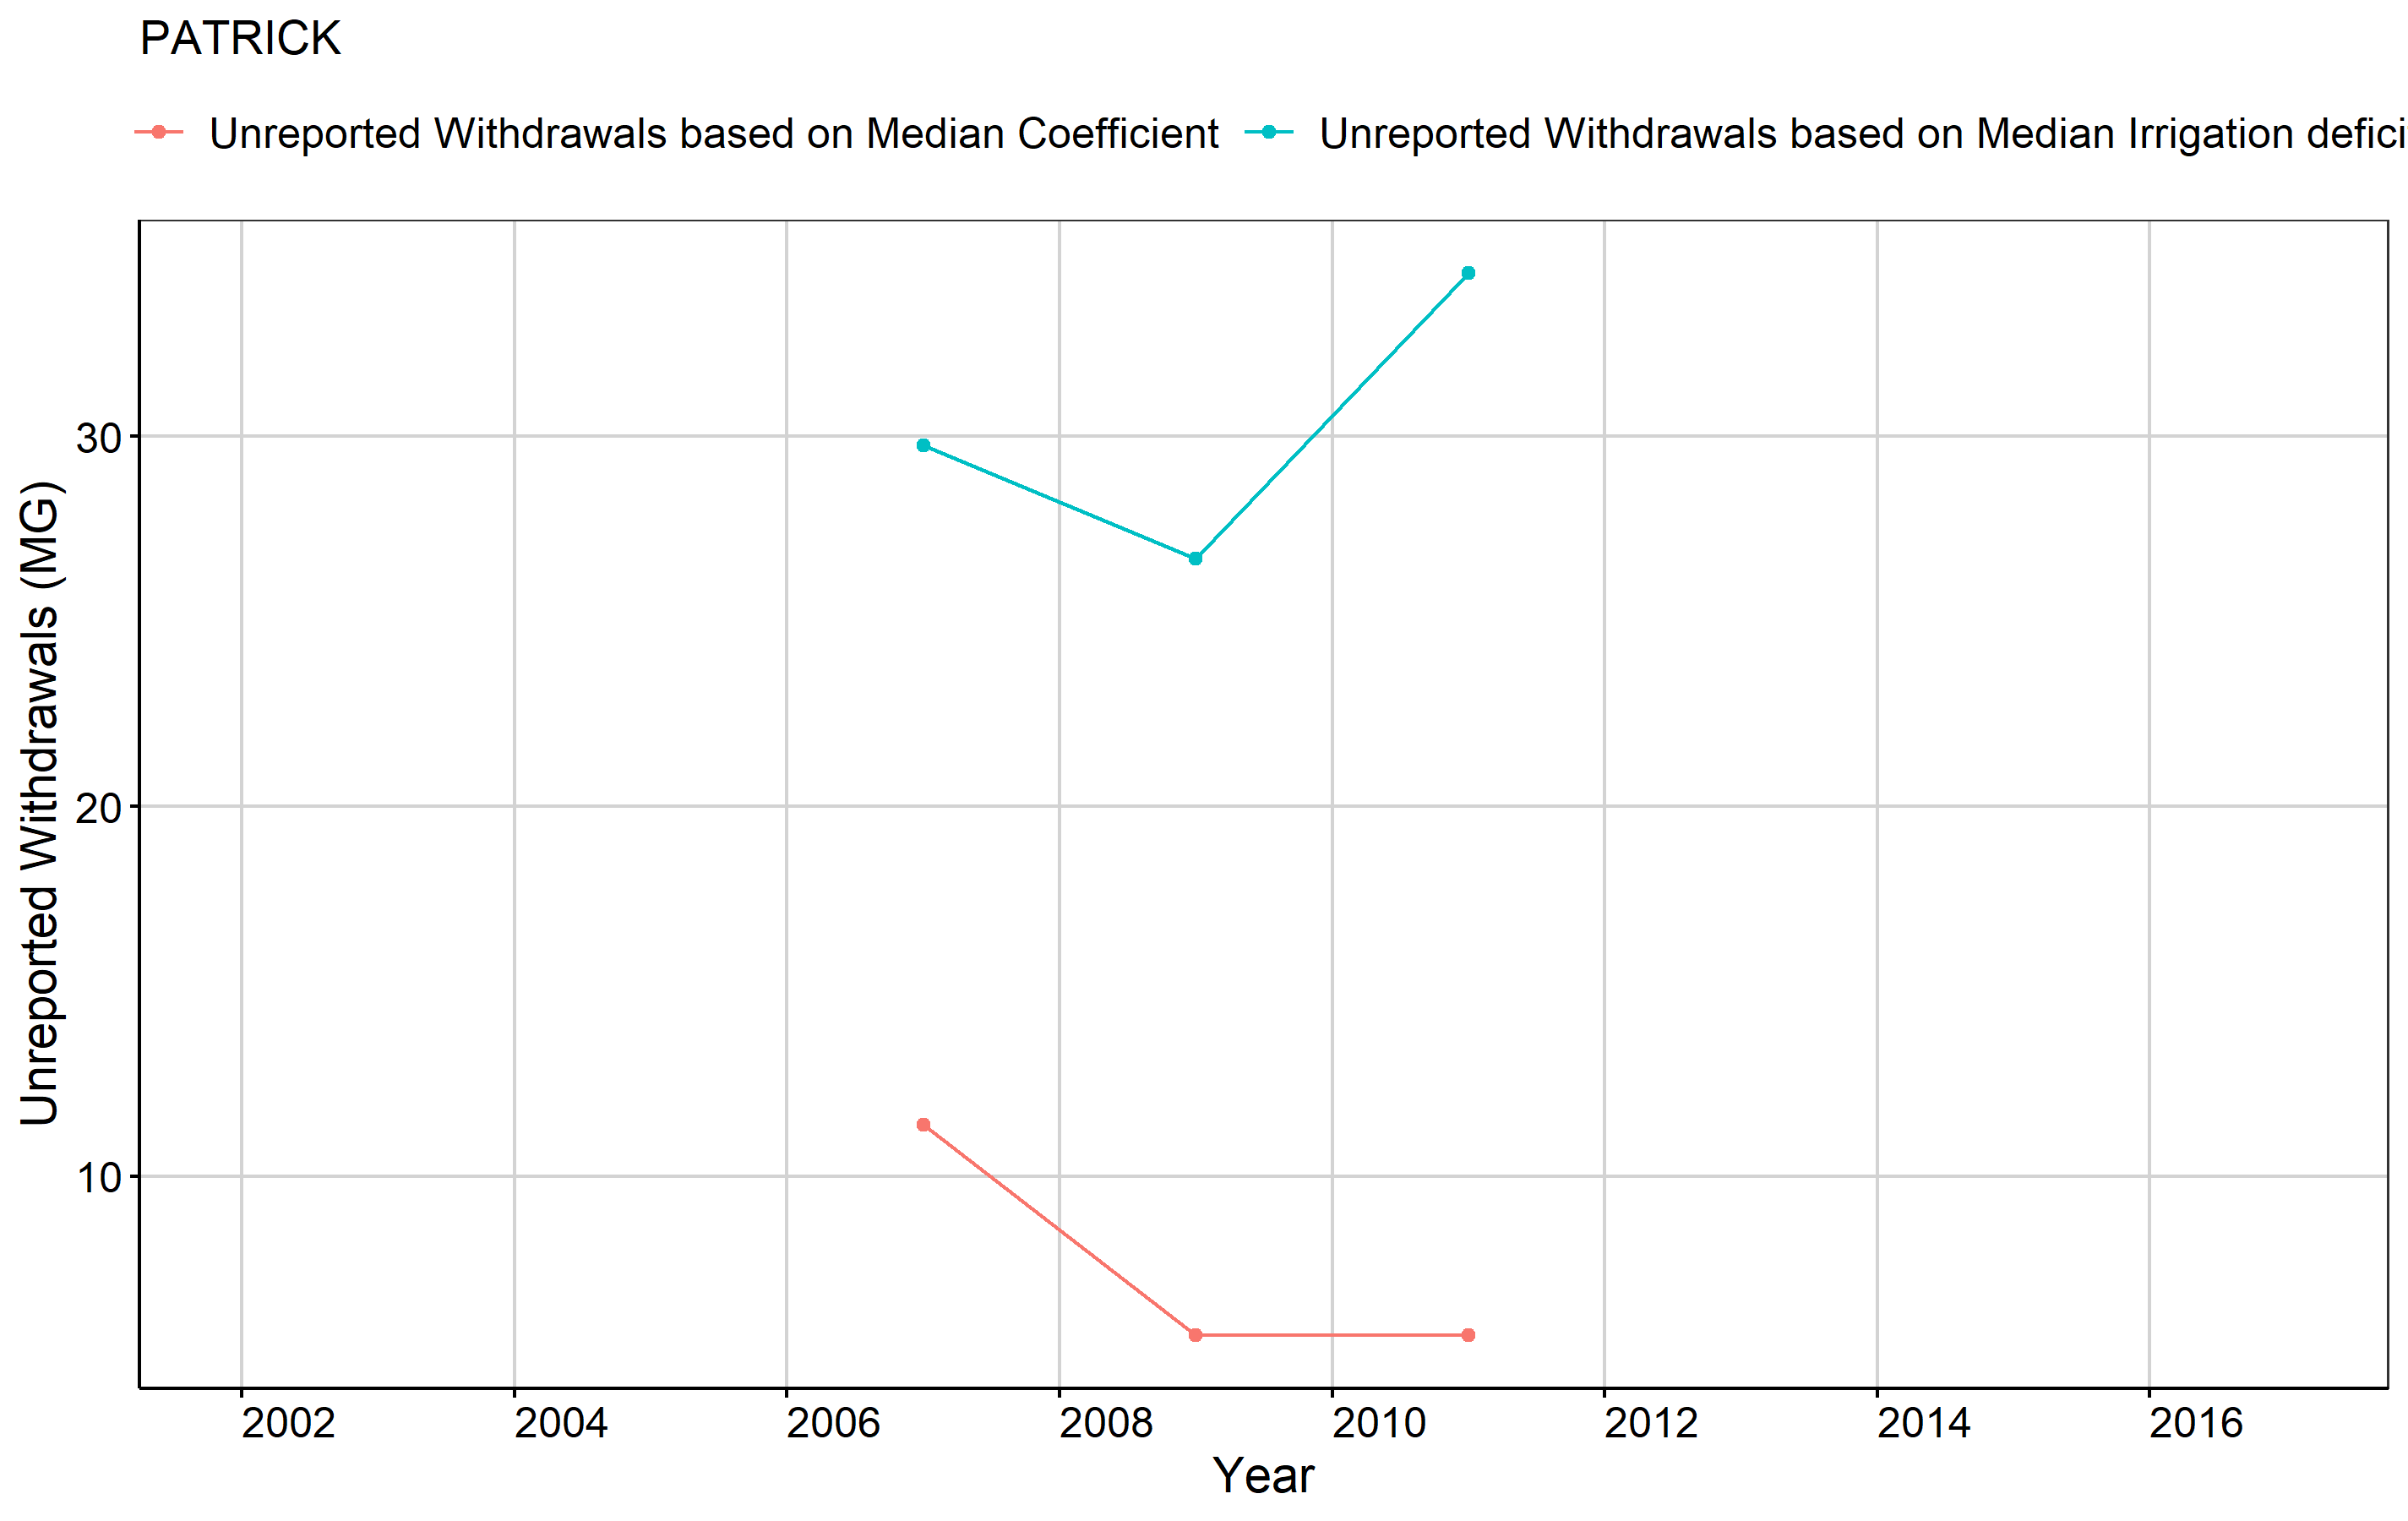 PATRICK
Unreported Withdrawals based on Median Coefficient Unreported Withdrawals based on Median Irrigation defici
Unreported Withdrawals (MG)
30
20
10
2002 2004 2006 2008 2010 2012 2014 2016
Year